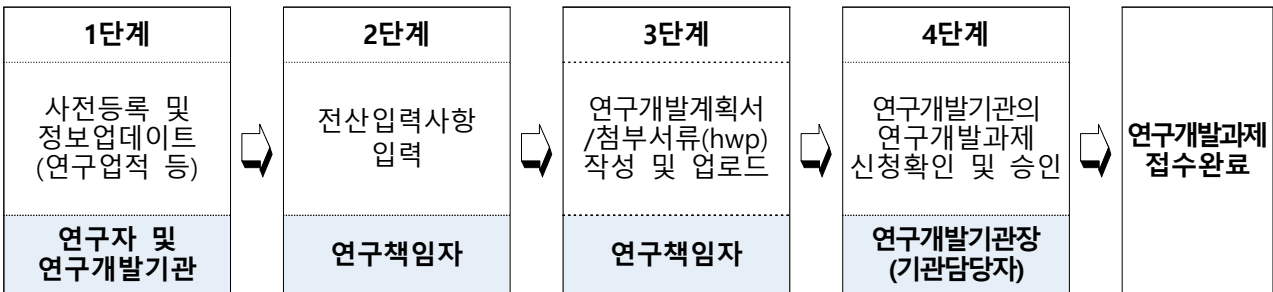 1단계
사전등록 및
정보업데이트
(연구업적 등)
연구자 및
연구개발기관
2단계
전산입력사항
입력
연구책임자
3단계
연구개발계획서
/첨부서류(hwp)
작성 및 업로드
연구책임자
4단계
연구개발기관의
연구개발과제
신청확인 및 승인
연구개발기관장
(기관담당자)
연구개발과제
접수완료